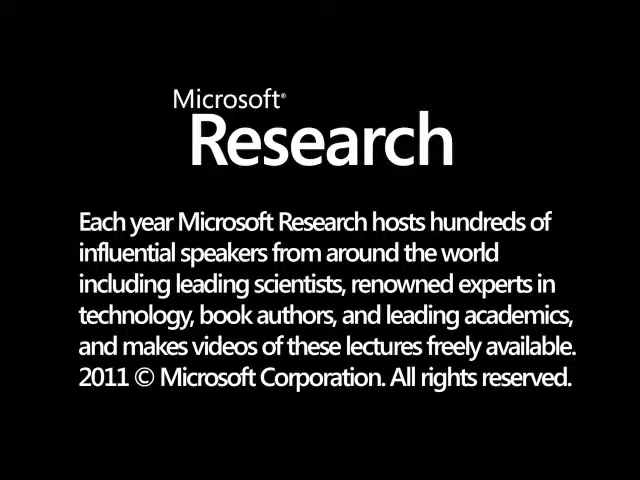 Microsoft®
Research
Each year Microsoft Research hosts hundreds of
influential speakers from around the world
including leading scientists, renowned experts in
technology, book authors, and leading academics,
and makes videos of these lectures freely available.
2011 © Microsoft Corporation. All rights reserved.